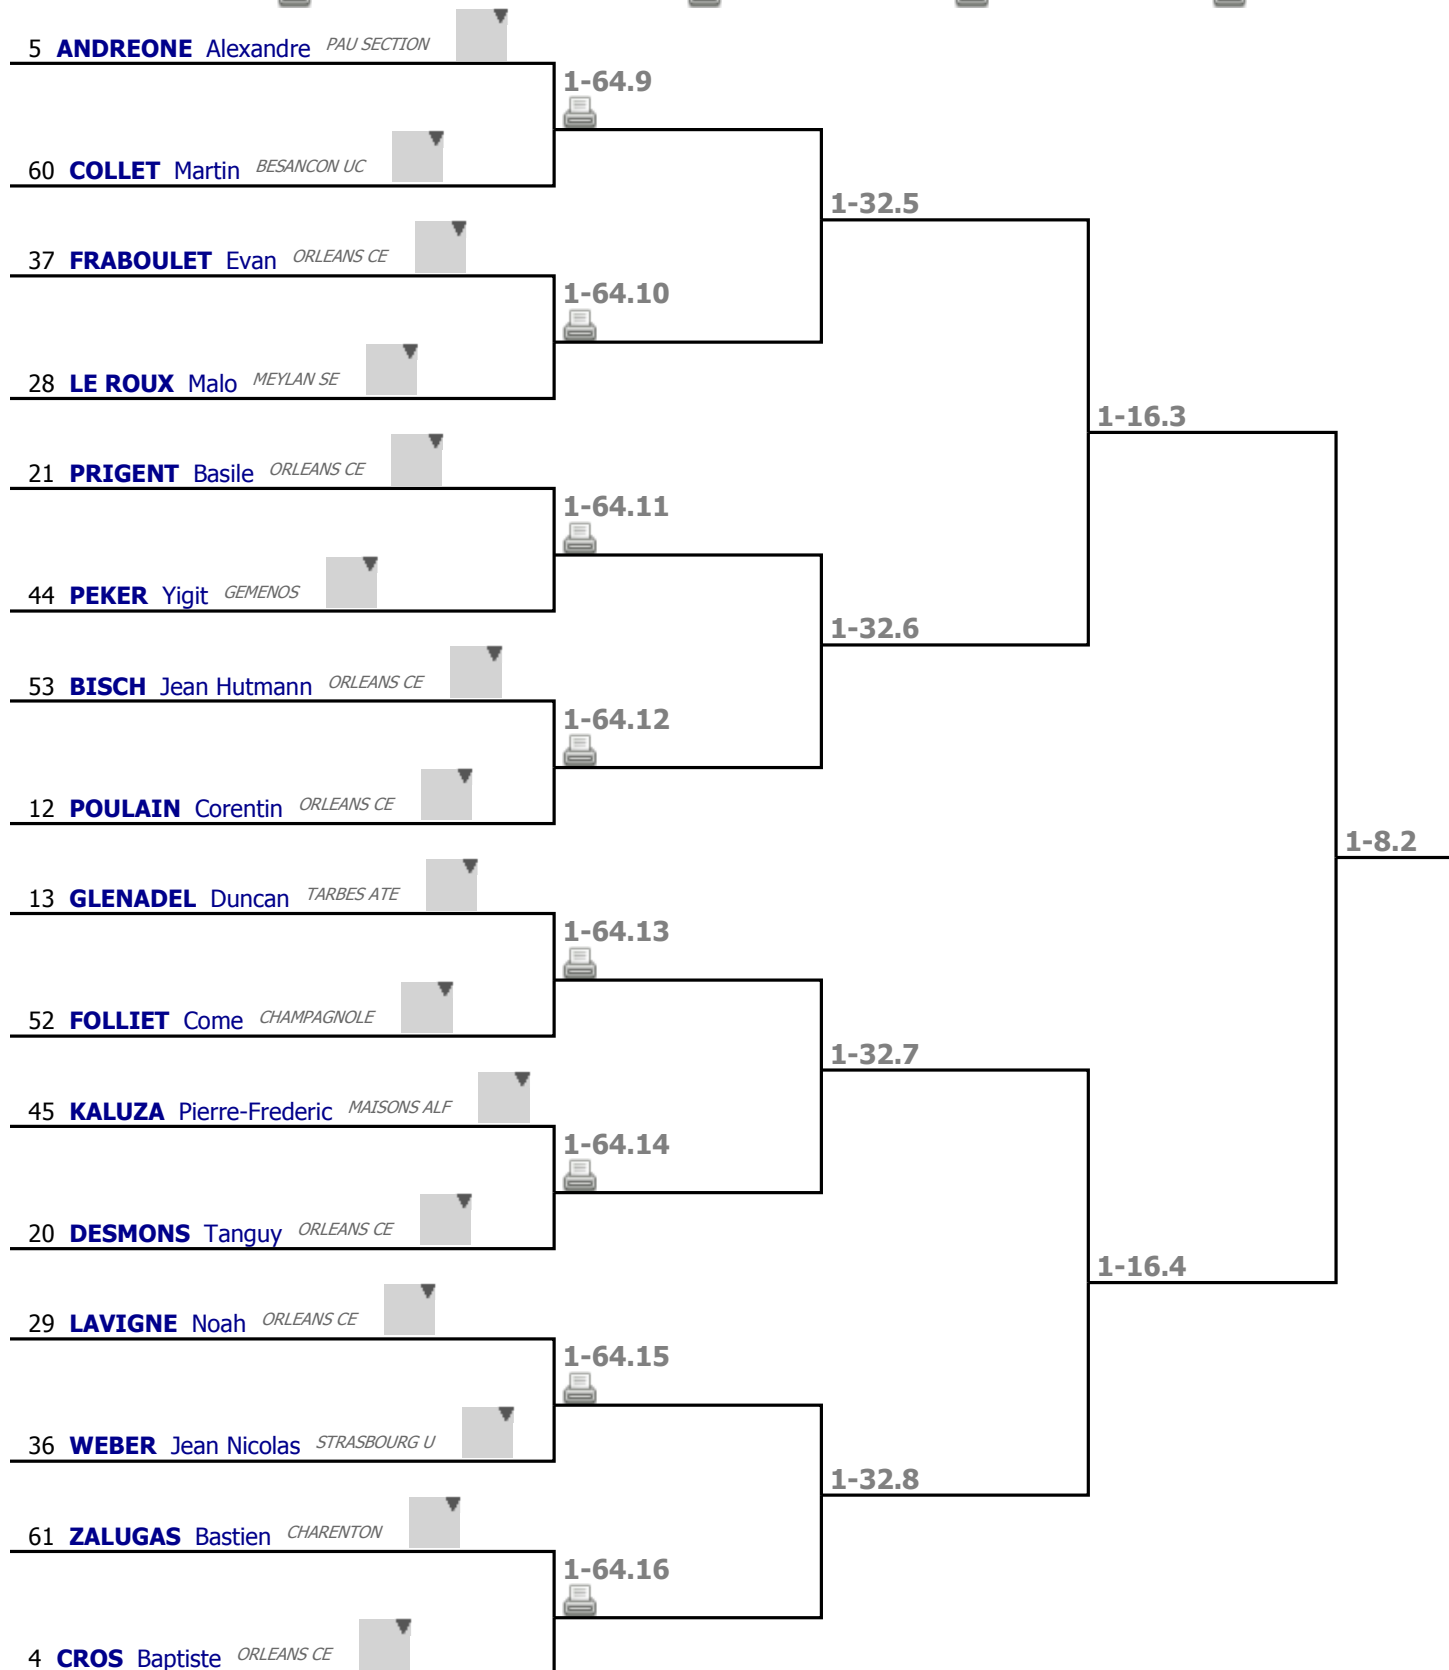 5 ANDREONE Alexandre PAU SECTION
1-64.9
60 COLLET Martin BESANCON UC
1-32.5
37 FRABOULET Evan ORLEANS CE
1-64.10
28 LE ROUX Malo MEYLAN SE
1-16.3
21 PRIGENT Basile ORLEANS CE
1-64.11
44 PEKER Yigit GEMENOS
1-32.6
53 BISCH Jean Hutmann ORLEANS CE
1-64.12
12 POULAIN Corentin ORLEANS CE
1-8.2
13 GLENADEL Duncan TARBES ATE
1-64.13
52 FOLLIET Come CHAMPAGNOLE
1-32.7
45 KALUZA Pierre-Frederic MAISONS ALF
1-64.14
20 DESMONS Tanguy ORLEANS CE
1-16.4
29 LAVIGNE Noah ORLEANS CE
1-64.15
36 WEBER Jean Nicolas STRASBOURG U
1-32.8
61 ZALUGAS Bastien CHARENTON
1-64.16
4 CROS Baptiste ORLEANS CE